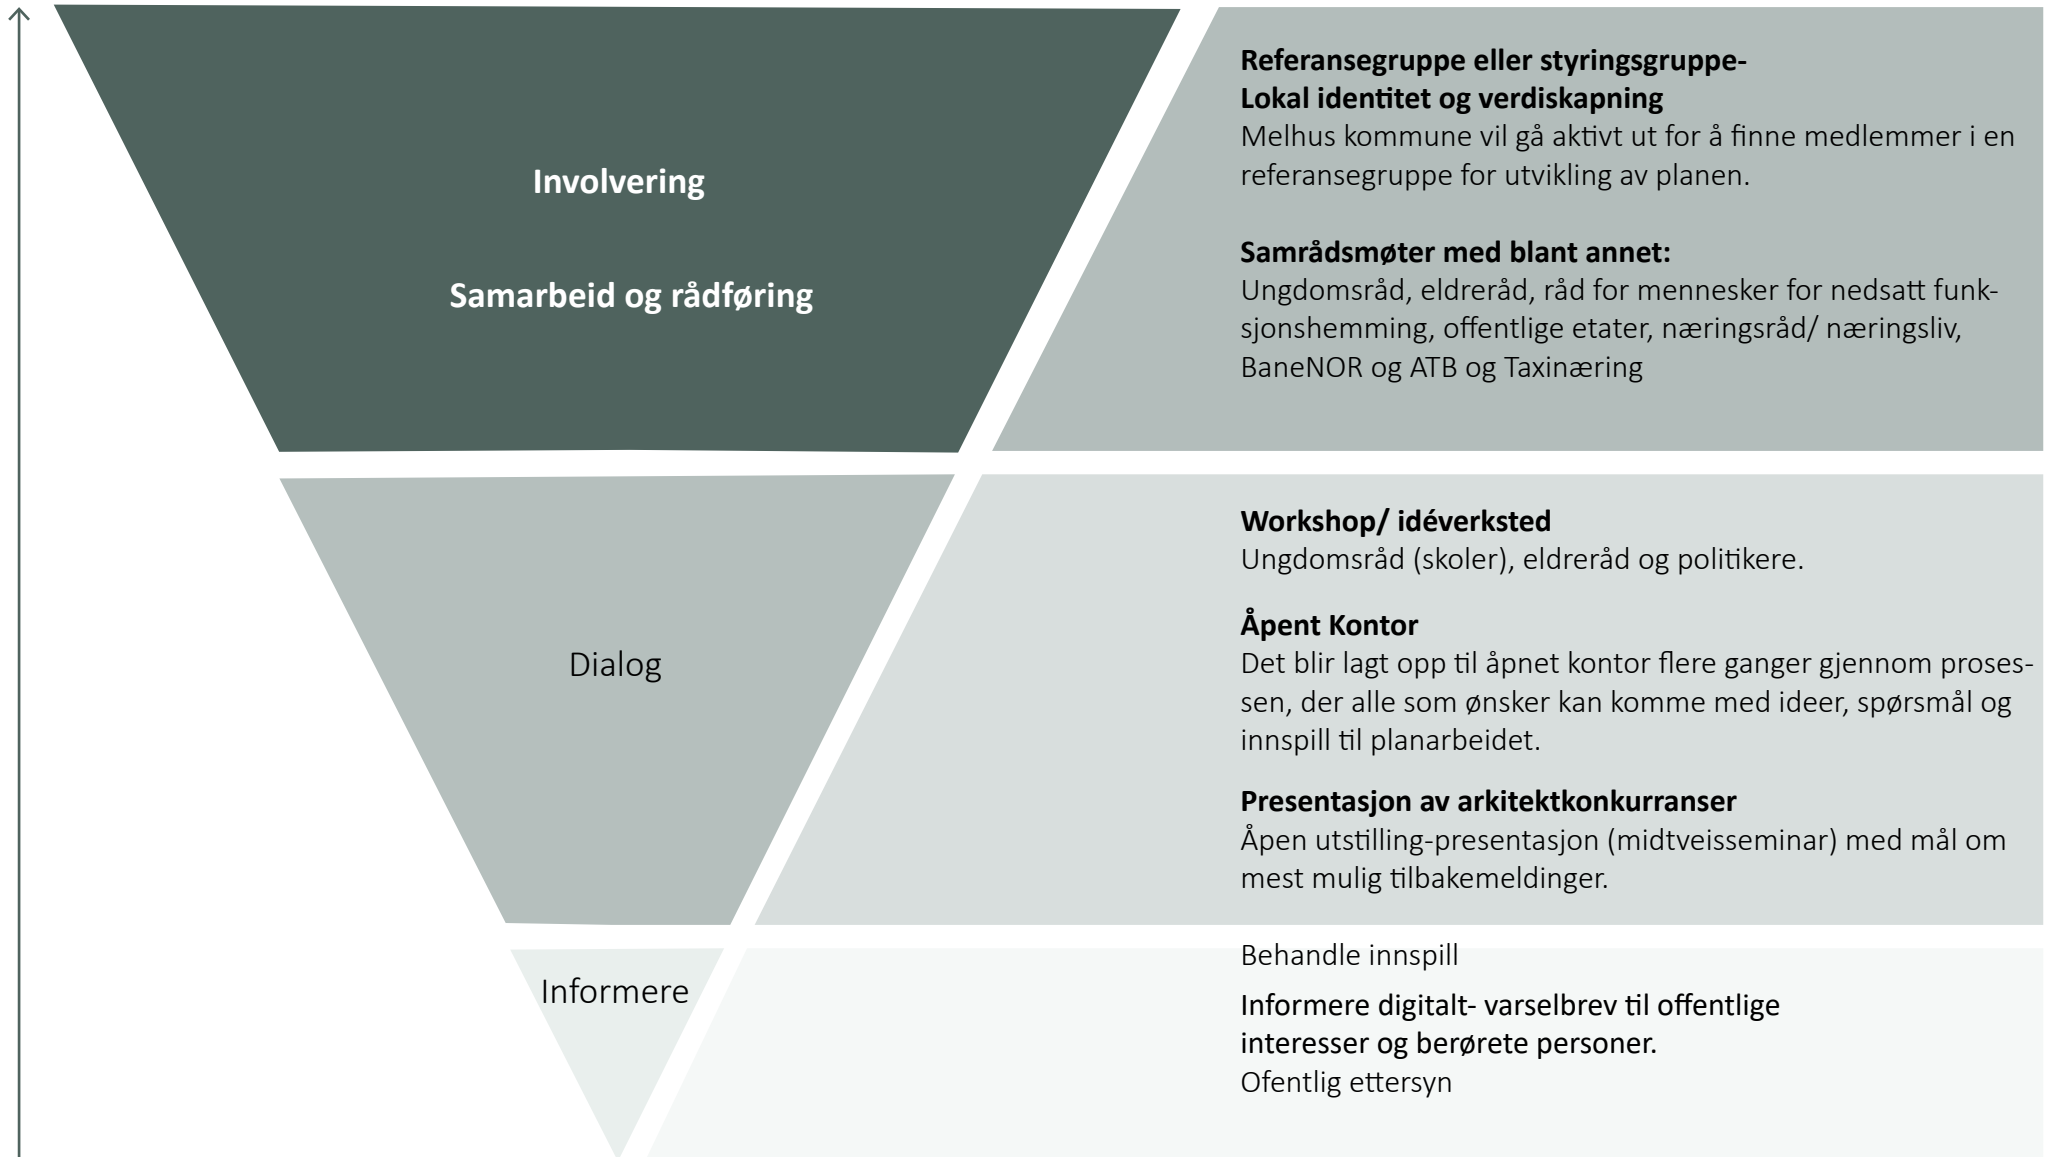 Involvering
Samarbeid og rådføring
Referansegruppe eller styringsgruppe-
Lokal identitet og verdiskapning
Melhus kommune vil gå aktivt ut for å finne medlemmer i en
referansegruppe for utvikling av planen.
Samrådsmøter med blant annet:
Ungdomsråd, eldreråd, råd for mennesker for nedsatt funk-
sjonshemming, offentlige etater, næringsråd/ næringsliv,
BaneNOR og ATB og Taxinæring
Dialog
Workshop/ idéverksted
Ungdomsråd (skoler), eldreråd og politikere.
Åpent Kontor
Det blir lagt opp til åpnet kontor flere ganger gjennom proses-
sen, der alle som ønsker kan komme med ideer, spørsmål og
innspill til planarbeidet.
Presentasjon av arkitektkonkurranser
Åpen utstilling-presentasjon (midtveisseminar) med mål om
mest mulig tilbakemeldinger.
Informere
Behandle innspill
Informere digitalt- varselbrev til offentlige
interesser og berørete personer.
Ofentlig ettersyn